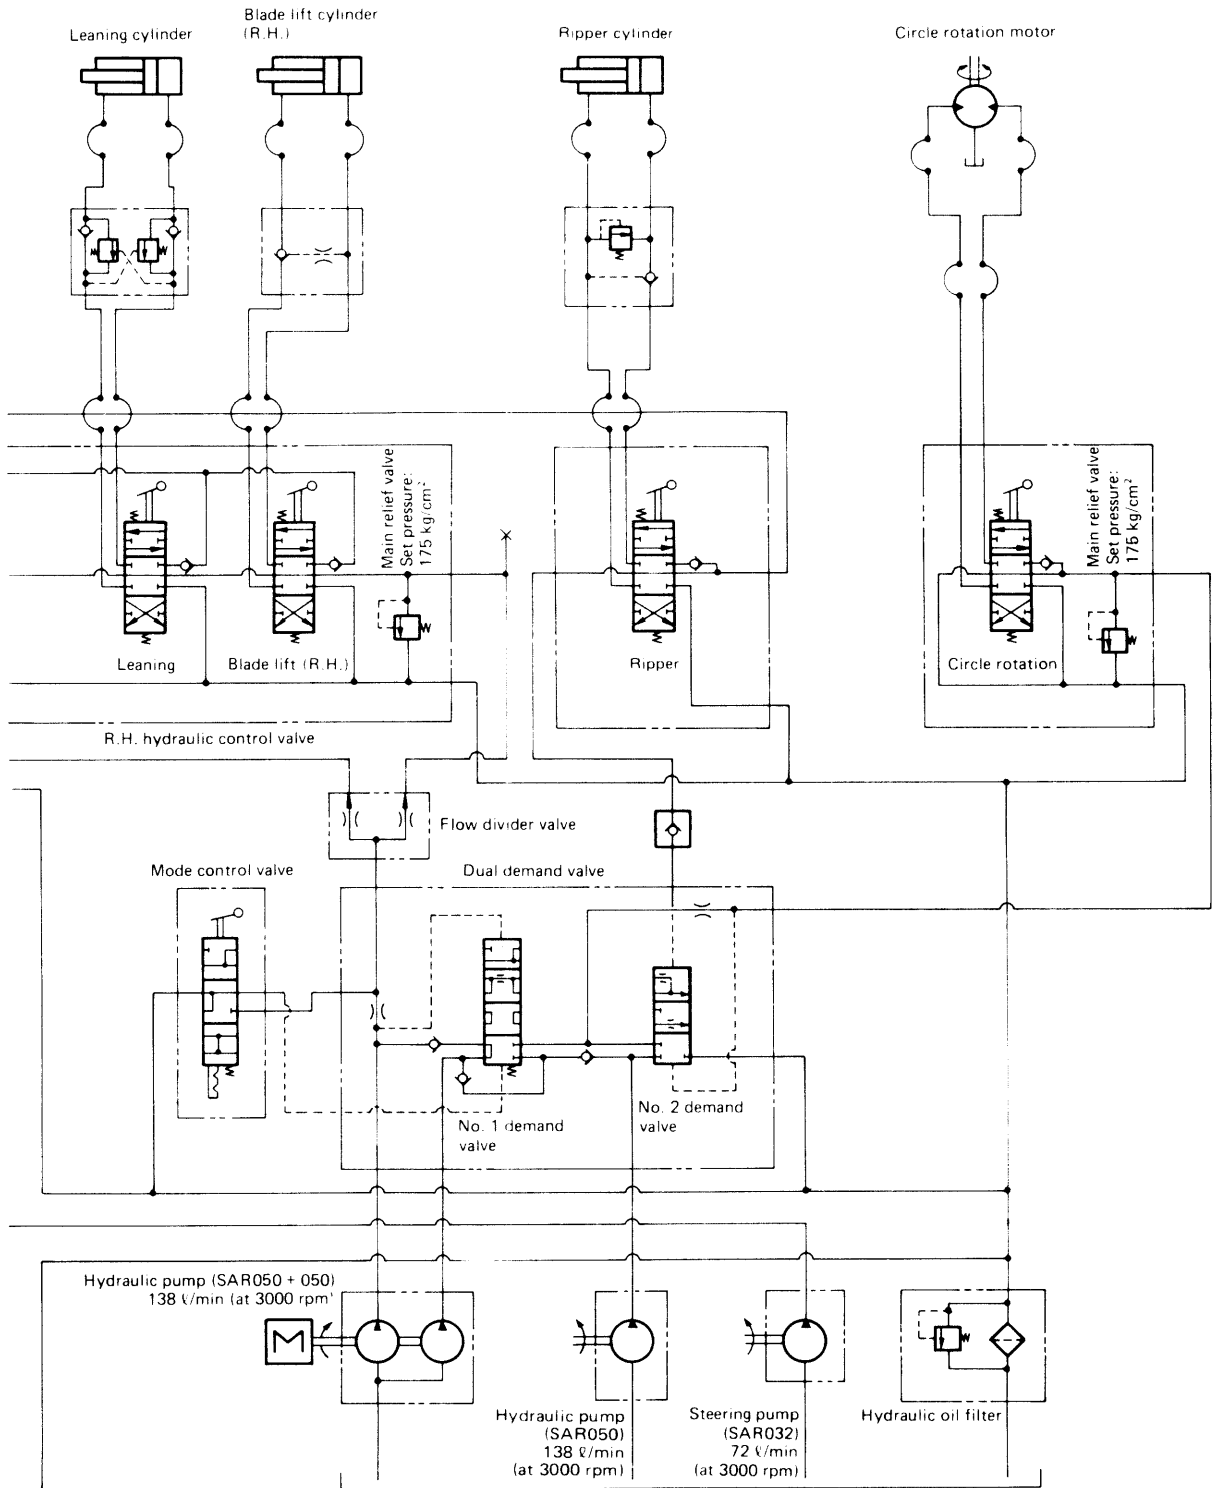 Blade lift cylinder
(R.H.)
Leaning cylinder
Ripper cylinder
Circle rotation motor
Main relief valve
Set pressure:
175 kg/cm²
Main relief valve
Set pressure:
175 kg/cm²
Leaning
Blade lift (R.H.)
Ripper
Circle rotation
R.H. hydraulic control valve
Flow divider valve
Mode control valve
Dual demand valve
No. 1 demand
valve
No. 2 demand
valve
Hydraulic pump (SAR050 + 050)
138 ℓ/min (at 3000 rpm)
M
Hydraulic pump
(SAR050)
138 ℓ/min
(at 3000 rpm)
Steering pump
(SAR032)
72 ℓ/min
(at 3000 rpm)
Hydraulic oil filter